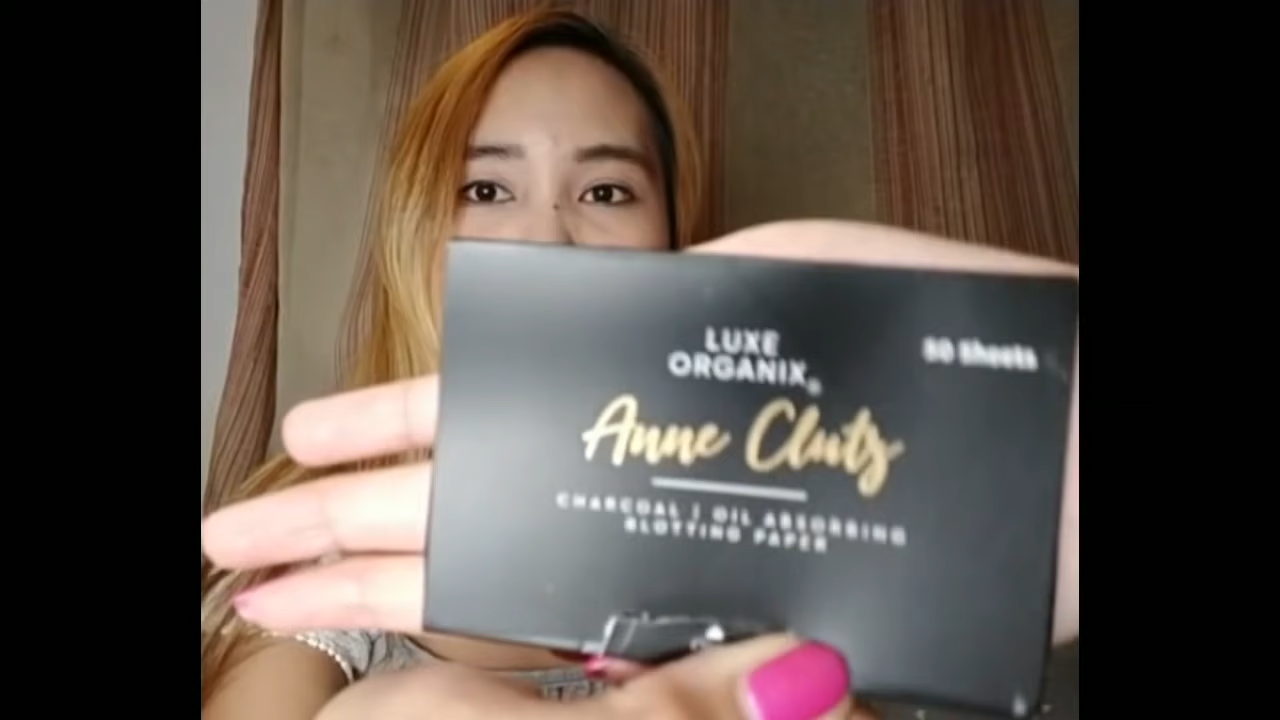 LUXE
ORGANIX®
50 Sheets
Anne Clutz
CHARCOAL | OIL ABSORBING
BLOTTING PAPER